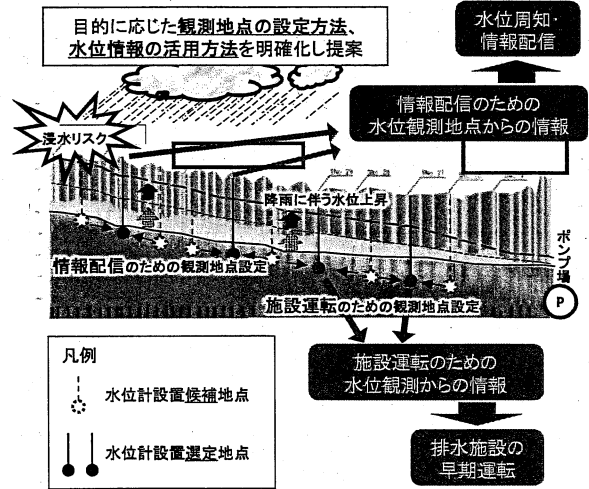 目的に応じた観測地点の設定方法、
水位情報の活用方法を明確化し提案
水位周知・
情報配信
情報配信のための
水位観測地点からの情報
浸水リスク
降雨に伴う水位上昇
情報配信のための観測地点設定
施設運転のための観測地点設定
ポンプ場
P
凡例
水位計設置候補地点
水位計設置選定地点
施設運転のための
水位観測からの情報
排水施設の
早期運転